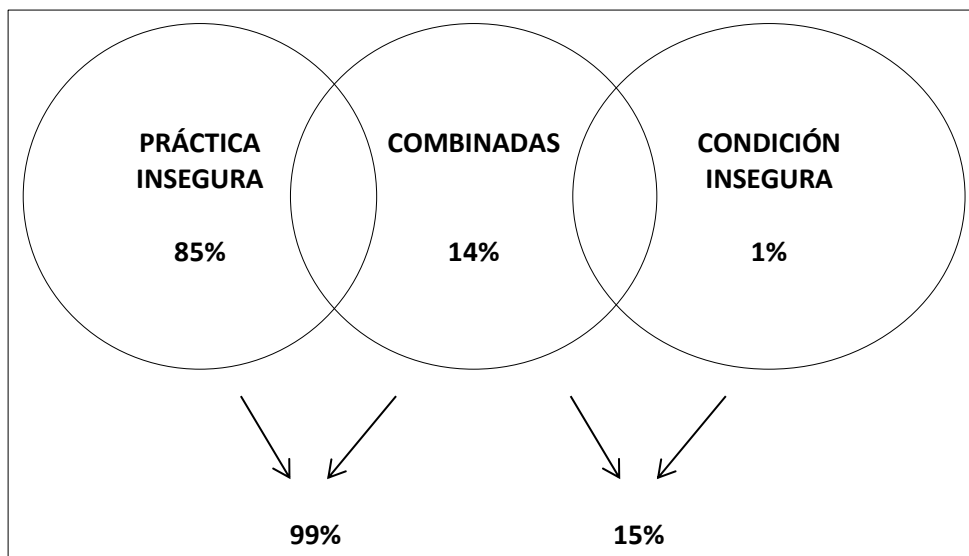 PRÁCTICA
INSEGURA
85%
COMBINADAS
14%
CONDICIÓN
INSEGURA
1%
99%
15%